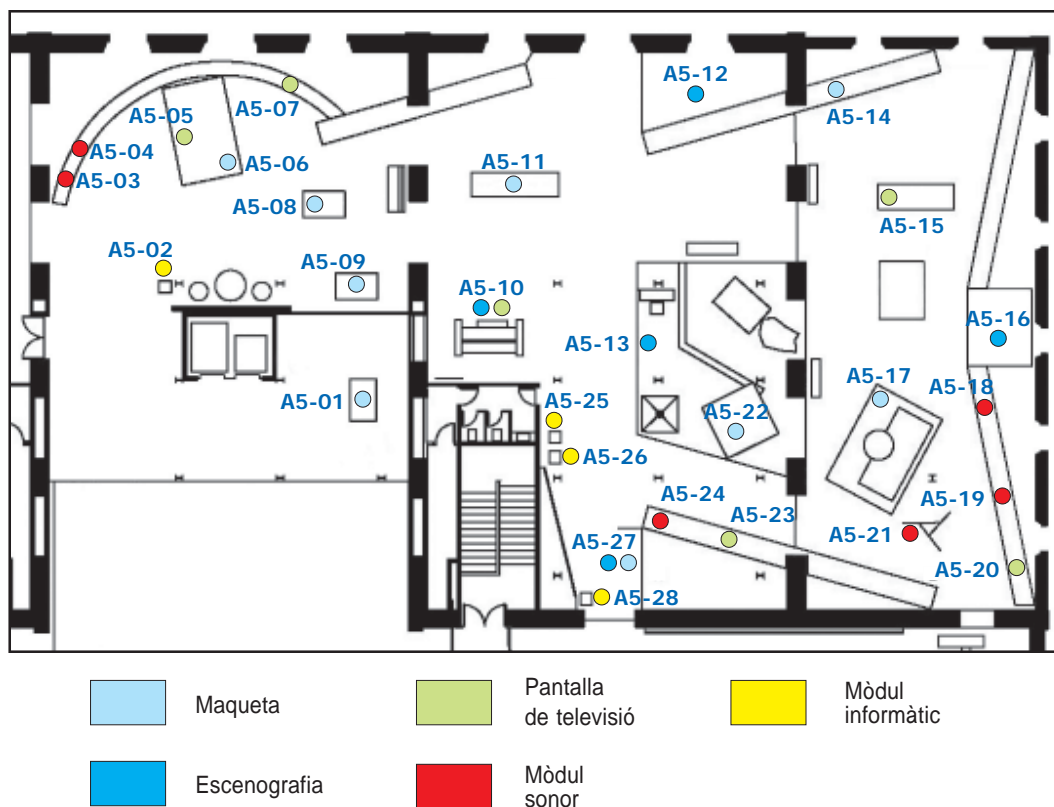 A5-12
A5-07
A5-14
A5-05
A5-04
A5-11
A5-06
A5-03
A5-15
A5-08
A5-02
A5-09
A5-10
A5-16
A5-13
A5-17
A5-18
A5-01
A5-25
A5-22
A5-26
A5-24
A5-19
A5-23
A5-21
A5-27
A5-20
A5-28
Maqueta
Pantalla
de televisió
Mòdul
informàtic
Escenografia
Mòdul
sonor